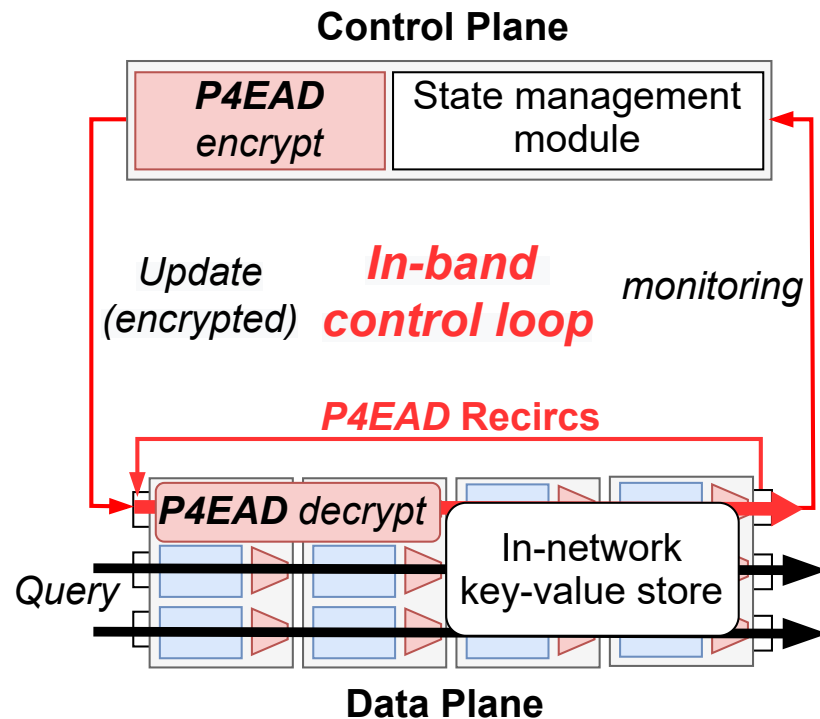 Control Plane
P4EAD
encrypt
State management
module
Update
(encrypted)
In-band
control loop
monitoring
P4EAD Recircs
P4EAD decrypt
In-network
key-value store
Query
Data Plane